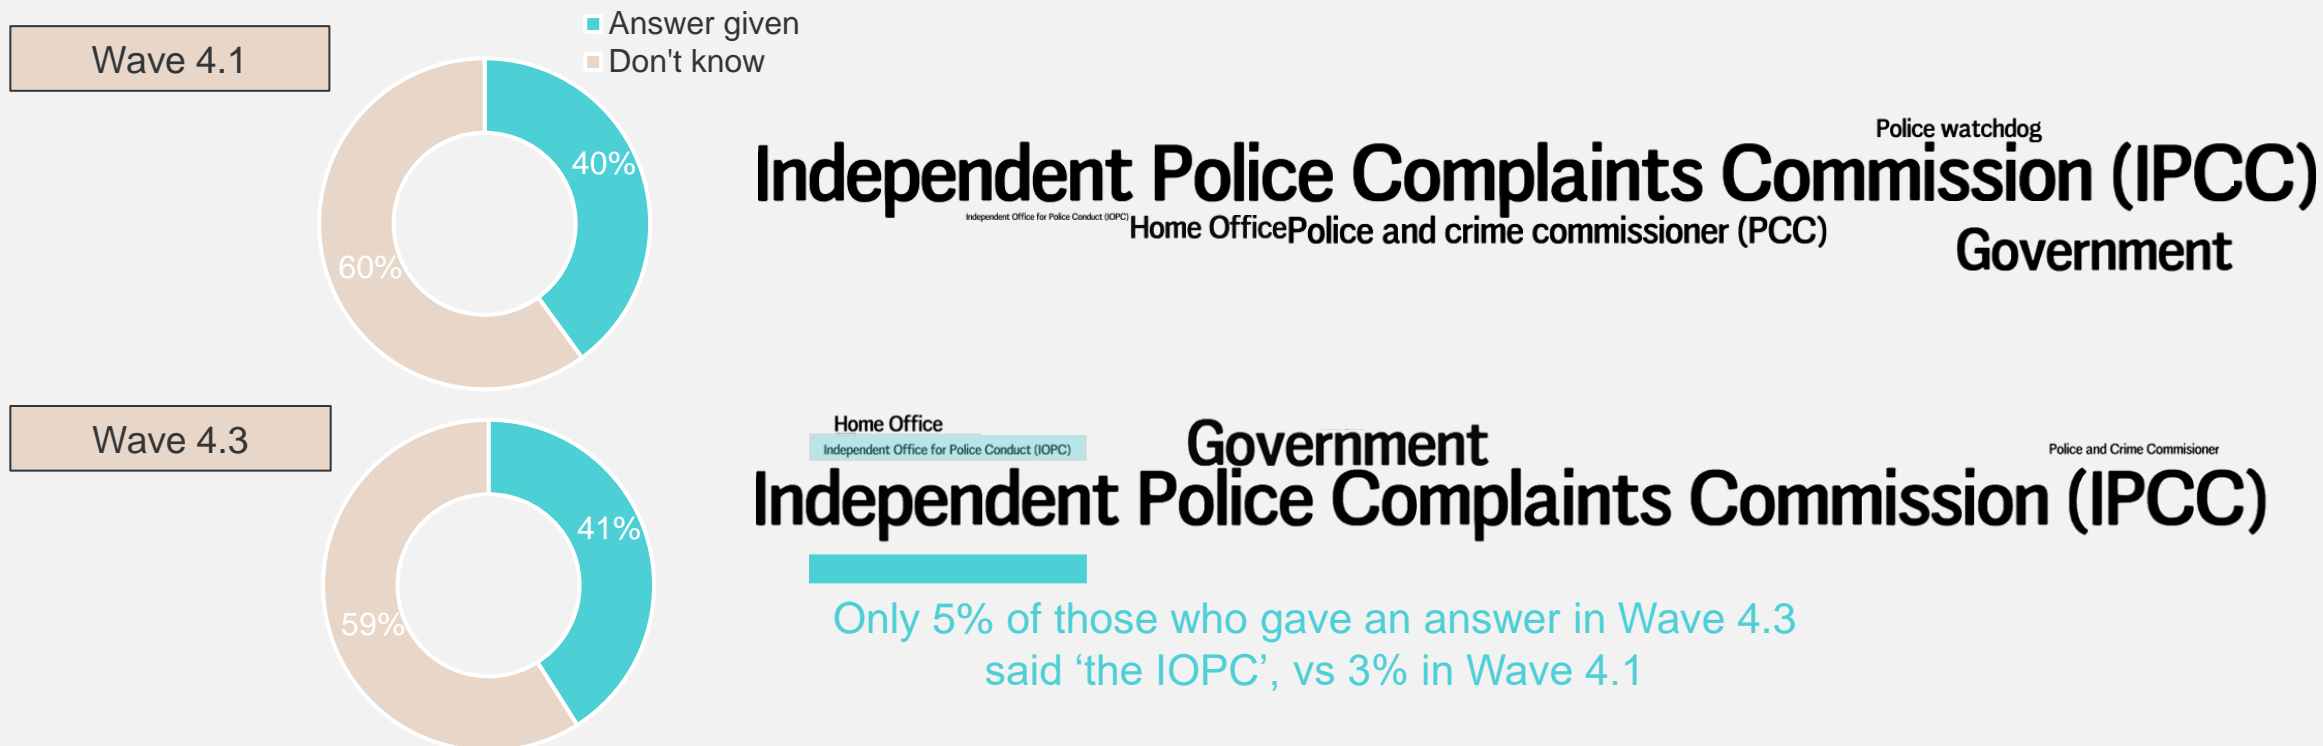 Wave 4.1
Answer given
Don't know
40%
60%
Police watchdog
Independent Police Complaints Commission (IPCC)
Independent Office for Police Conduct (IOPC)
Home Office
Police and crime commissioner (PCC)
Government
Wave 4.3
41%
59%
Home Office
Independent Office for Police Conduct (IOPC)
Government
Police and Crime Commisioner
Independent Police Complaints Commission (IPCC)
Only 5% of those who gave an answer in Wave 4.3
said ‘the IOPC’, vs 3% in Wave 4.1